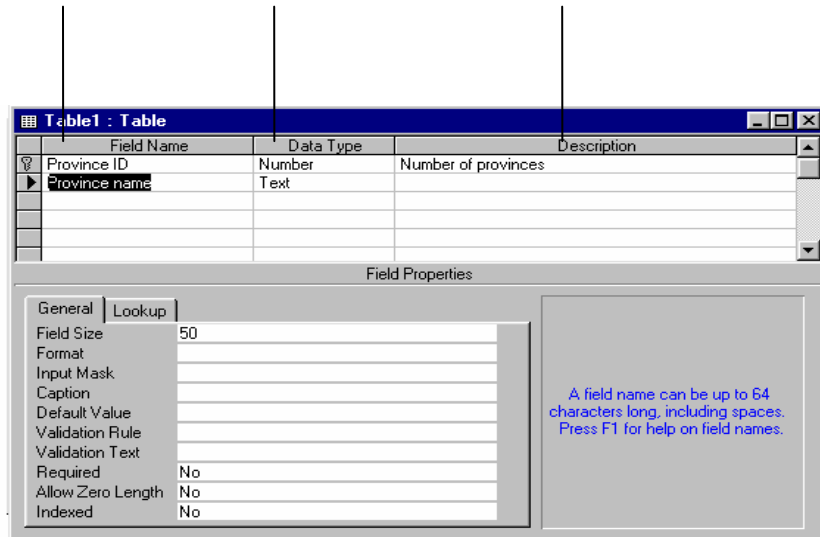 Table1 : Table
Field Name Data Type Description
Province ID Number Number of provinces
Province name Text
Field Properties
General Lookup
Field Size 50
Format
Input Mask
Caption
Default Value
Validation Rule
Validation Text
Required No
Allow Zero Length No
Indexed No
A field name can be up to 64
characters long, including spaces.
Press F1 for help on field names.